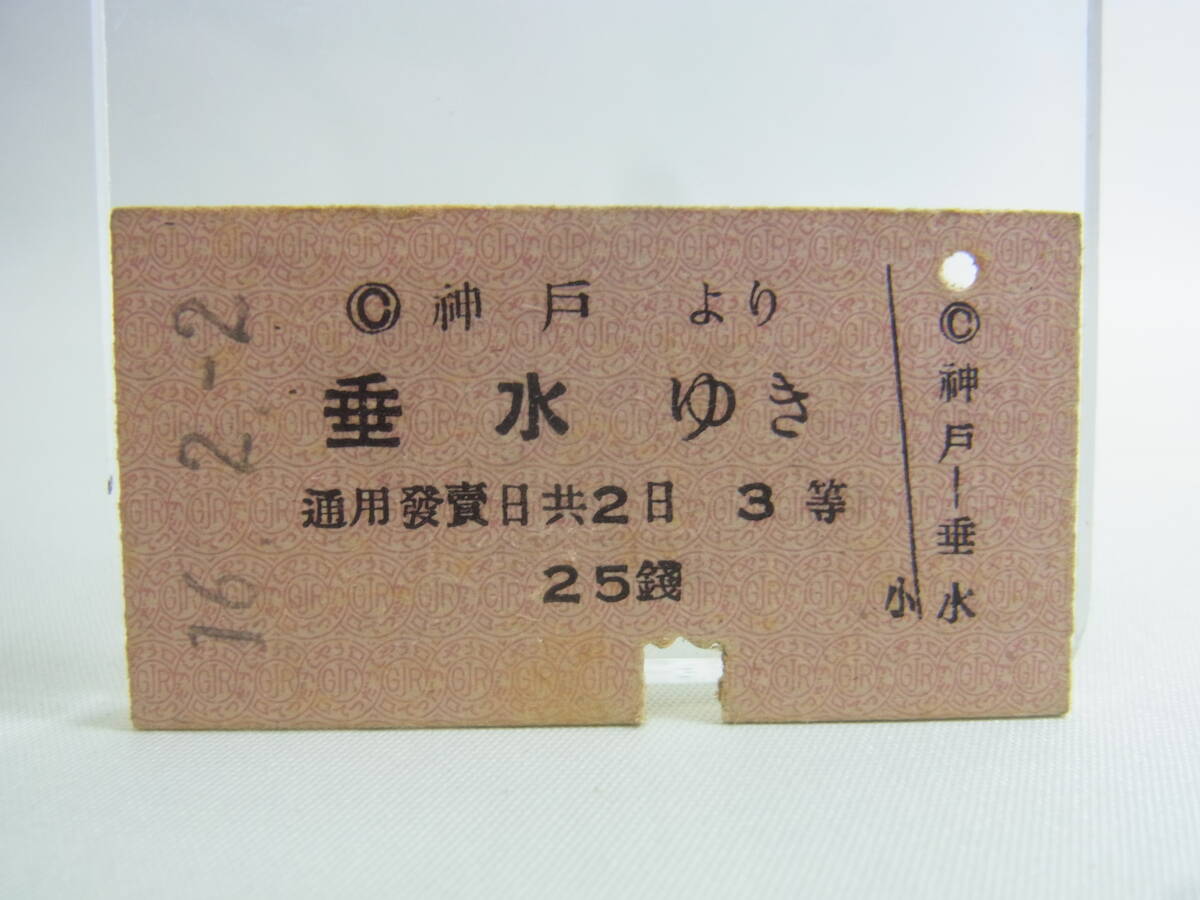 16 2.-2
Ⓒ 神戸 より
垂水 ゆき
通用發賣日共2日 3等
25錢
Ⓒ神戸―垂水
小